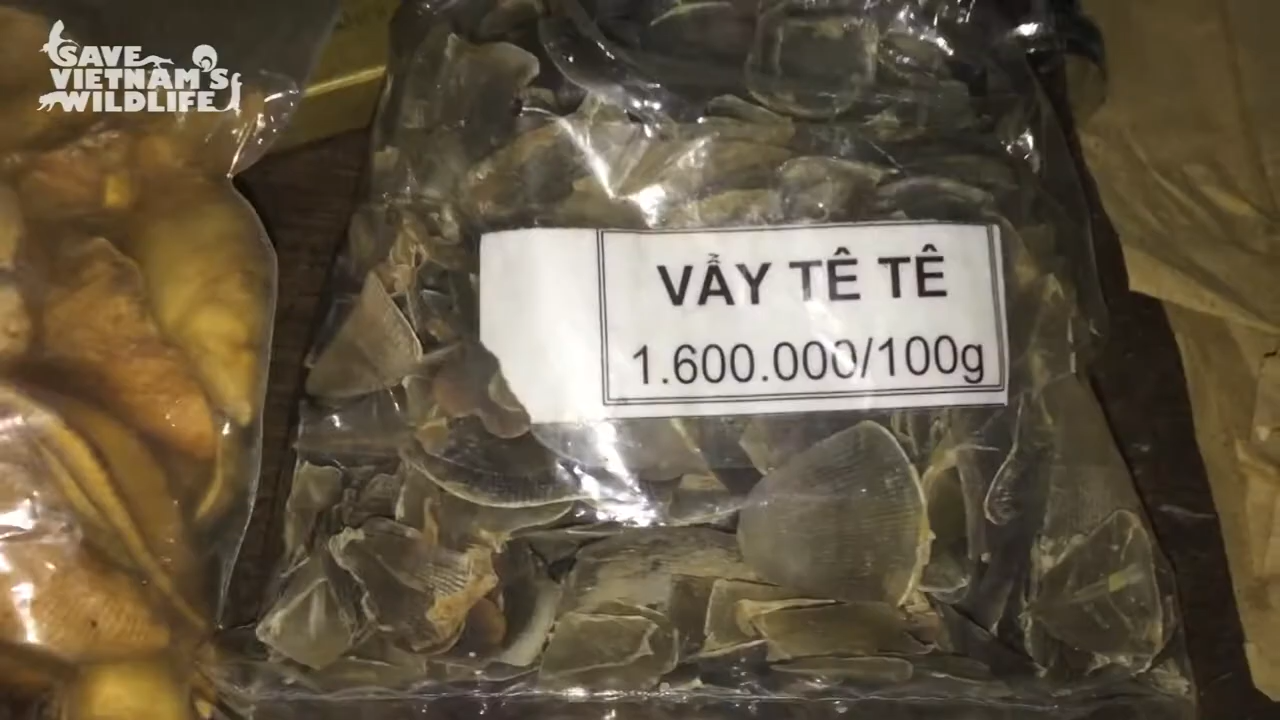 SAVE
VIETNAM'S
WILDLIFE
VẨY TÊ TÊ
1.600.000/100g